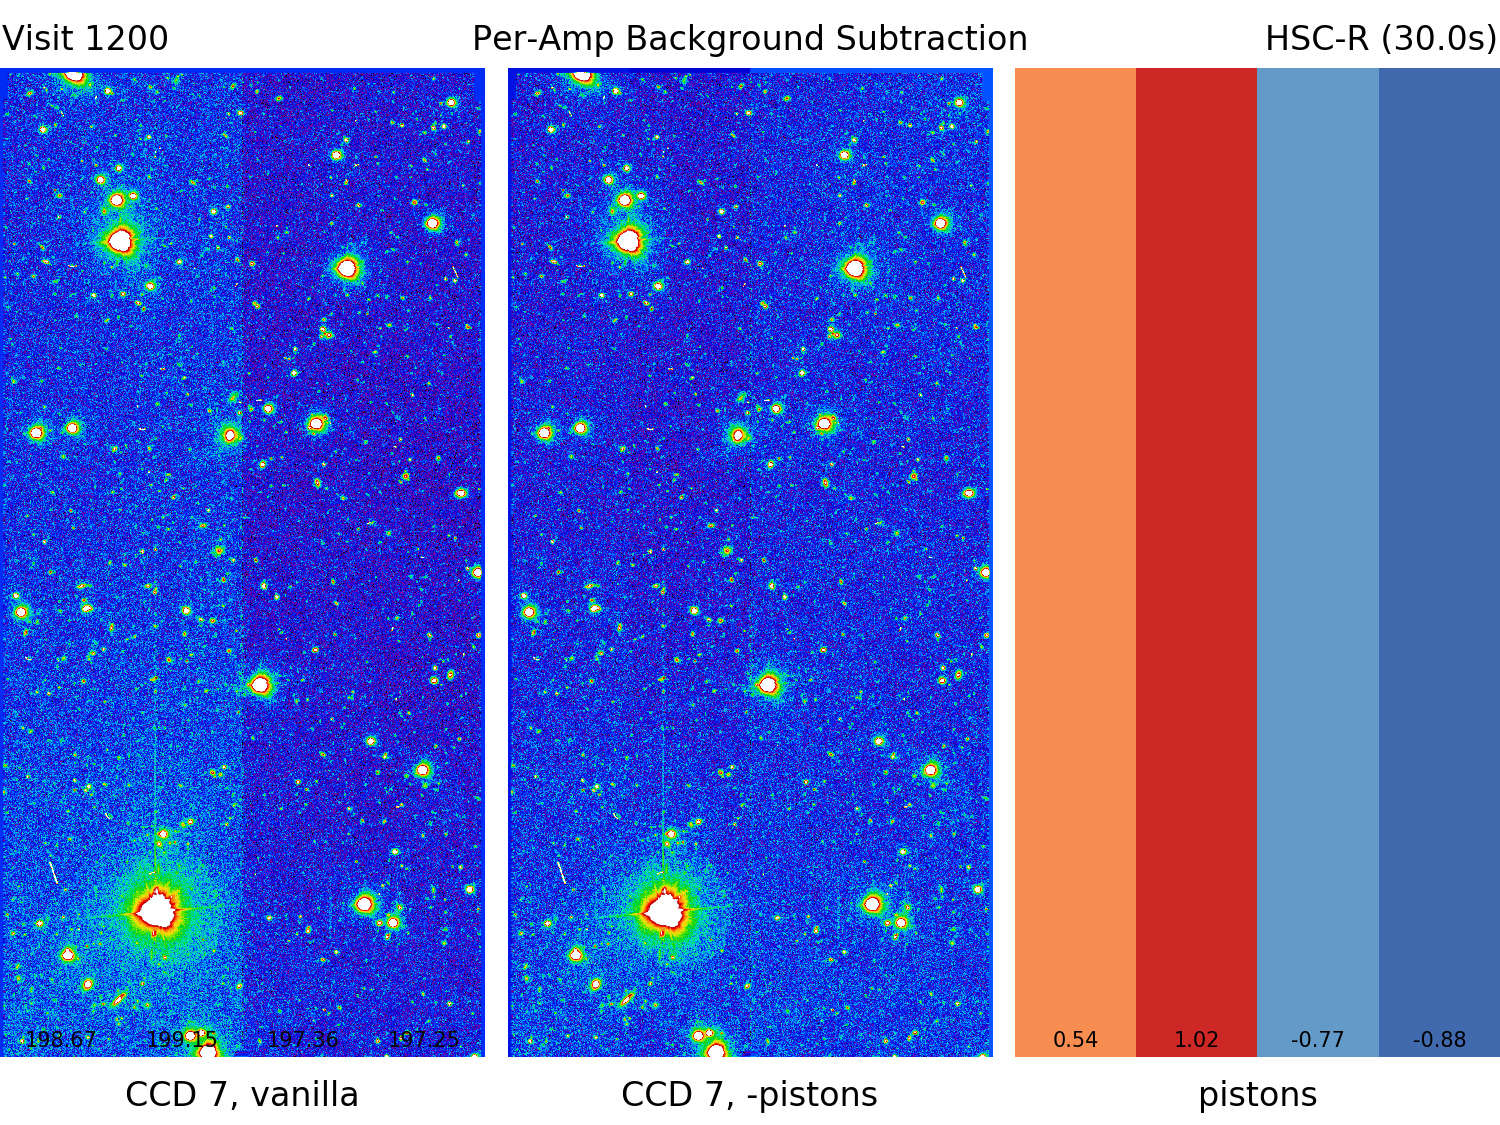 Visit 1200 Per-Amp Background Subtraction HSC-R (30.0s)
198.67 199.15 197.36 197.25 0.54 1.02 -0.77 -0.88
CCD 7, vanilla CCD 7, -pistons pistons